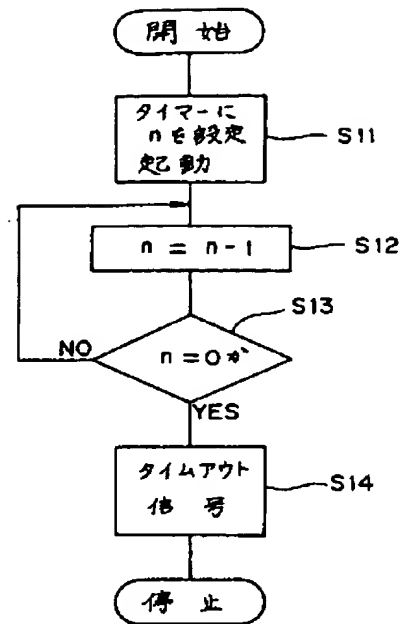 開始
タイマーに
nを設定
起動
S11
n = n-1
S12
S13
n=0か
NO
YES
タイムアウト
信号
S14
停止